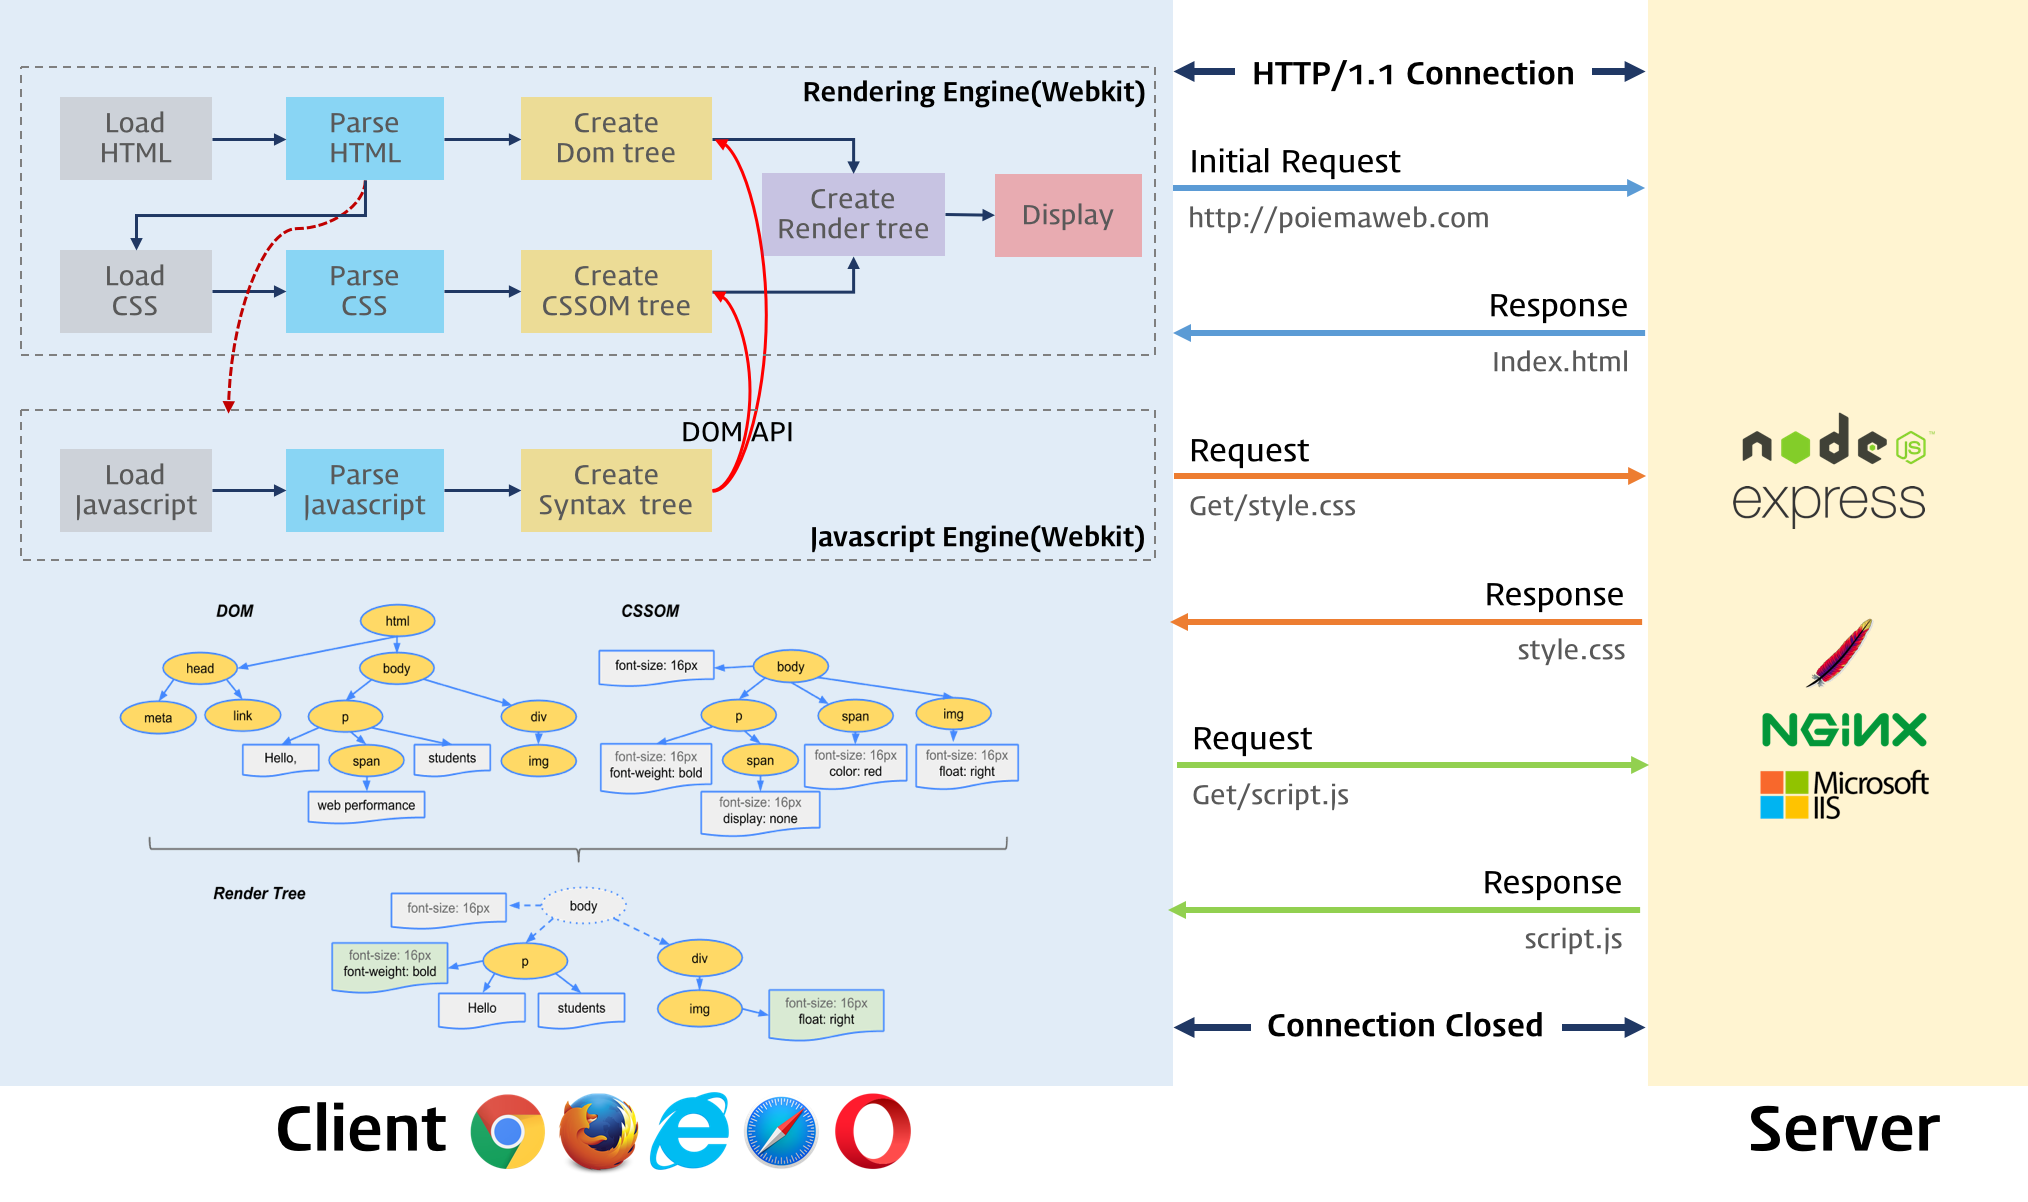 Rendering Engine(Webkit)
Load
HTML
Parse
HTML
Create
Dom tree
Create
Render tree
Display
Load
CSS
Parse
CSS
Create
CSSOM tree
DOM API
Load
Javascript
Parse
Javascript
Create
Syntax tree
Javascript Engine(Webkit)
DOM
html
head
body
meta
link
p
div
Hello,
span
students
img
web performance
CSSOM
font-size: 16px
body
p
span
img
font-size: 16px
font-weight: bold
span
font-size: 16px
color: red
font-size: 16px
float: right
font-size: 16px
display: none
Render Tree
font-size: 16px
body
font-size: 16px
font-weight: bold
p
div
Hello
students
img
font-size: 16px
float: right
HTTP/1.1 Connection
Initial Request
http://poiemaweb.com
Response
Index.html
Request
Get/style.css
Response
style.css
Request
Get/script.js
Response
script.js
Connection Closed
node JS ™
express
NGINX
Microsoft
IIS
Client
Server